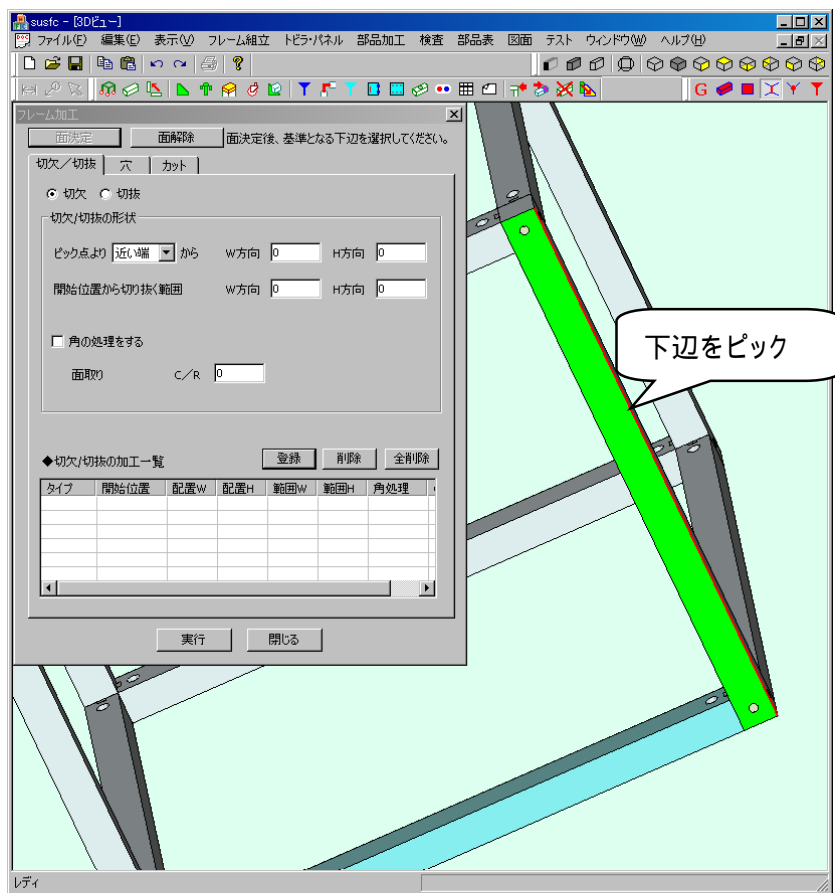 susfc - [3Dビュー]
ファイル(F) 編集(E) 表示(V) フレーム組立 トビラ・パネル 部品加工 検査 部品表 図面 テスト ウィンドウ(W) ヘルプ(H)
G
フレーム加工
面決定 面解除 面決定後、基準となる下辺を選択してください。
切欠/切抜 穴 カット
切欠 切抜
切欠/切抜の形状
ピック点より 近い端 から W方向 0 H方向 0
開始位置から切り抜く範囲 W方向 0 H方向 0
角の処理をする
面取り C/R 0
◆切欠/切抜の加工一覧 登録 削除 全削除
タイプ 開始位置 配置W 配置H 範囲W 範囲H 角処理
実行 閉じる
下辺をピック
レディ